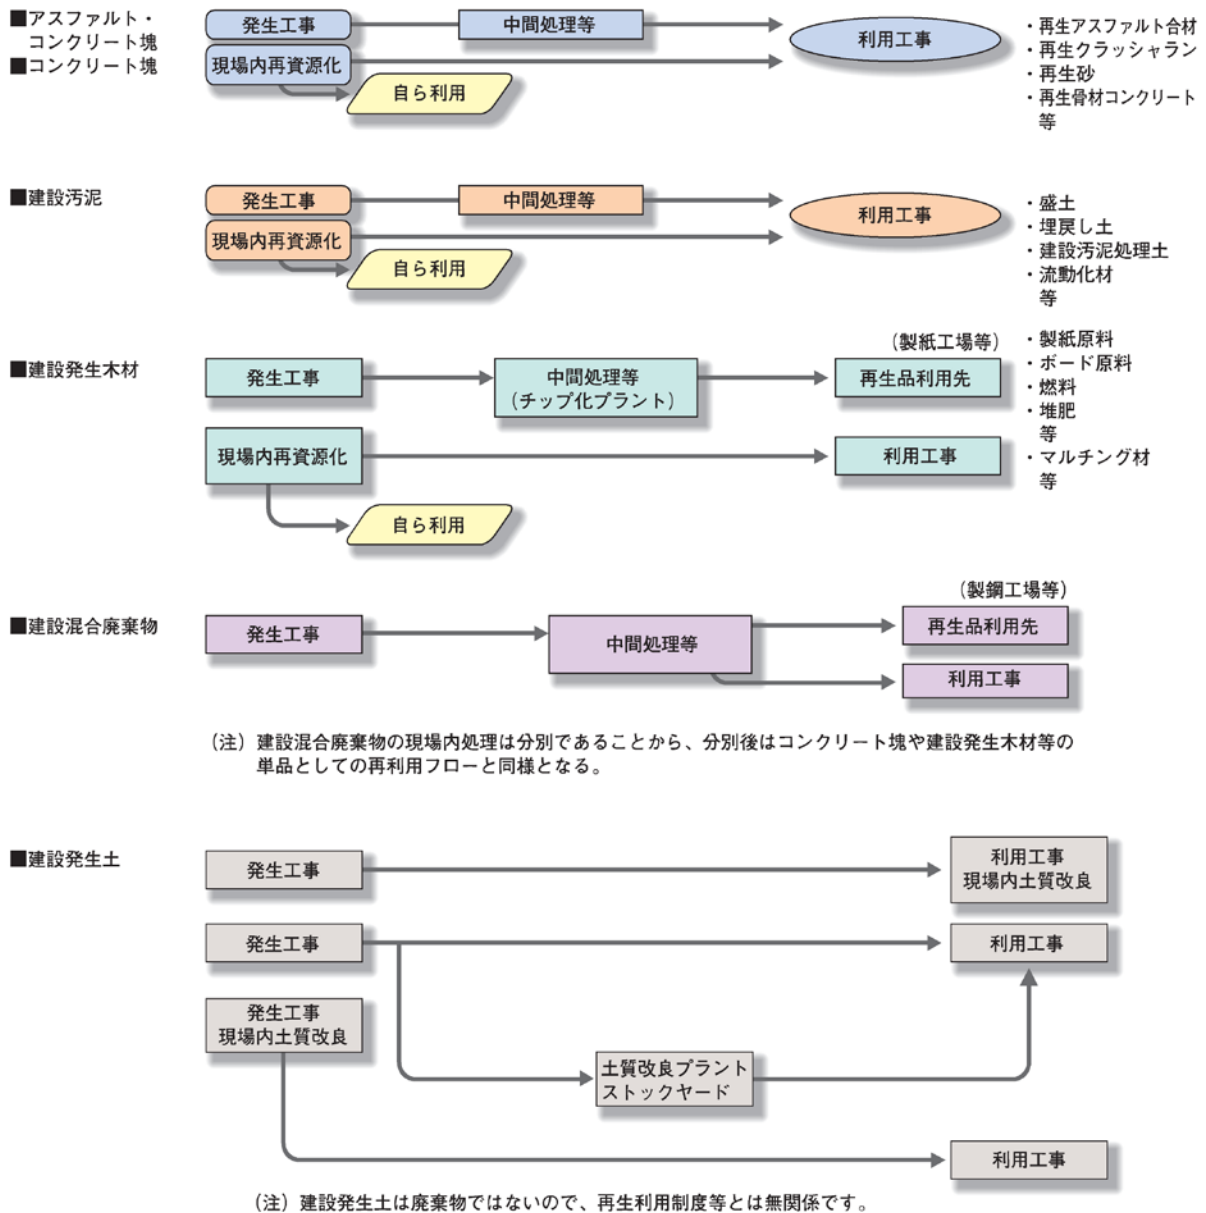 ■アスファルト・
コンクリート塊
■コンクリート塊
発生工事
中間処理等
利用工事
現場内再資源化
自ら利用
・再生アスファルト合材
・再生クラッシャラン
・再生砂
・再生骨材コンクリート
等
■建設汚泥
発生工事
中間処理等
利用工事
現場内再資源化
自ら利用
・盛土
・埋戻し土
・建設汚泥処理土
・流動化材
等
■建設発生木材
発生工事
中間処理等
（チップ化プラント）
（製紙工場等）
再生品利用先
・製紙原料
・ボード原料
・燃料
・堆肥
等
現場内再資源化
利用工事
・マルチング材
等
自ら利用
■建設混合廃棄物
発生工事
中間処理等
（製鋼工場等）
再生品利用先
利用工事
（注）建設混合廃棄物の現場内処理は分別であることから、分別後はコンクリート塊や建設発生木材等の
単品としての再利用フローと同様となる。
■建設発生土
発生工事
利用工事
現場内土質改良
発生工事
利用工事
発生工事
現場内土質改良
土質改良プラント
ストックヤード
利用工事
（注）建設発生土は廃棄物ではないので、再生利用制度等とは無関係です。